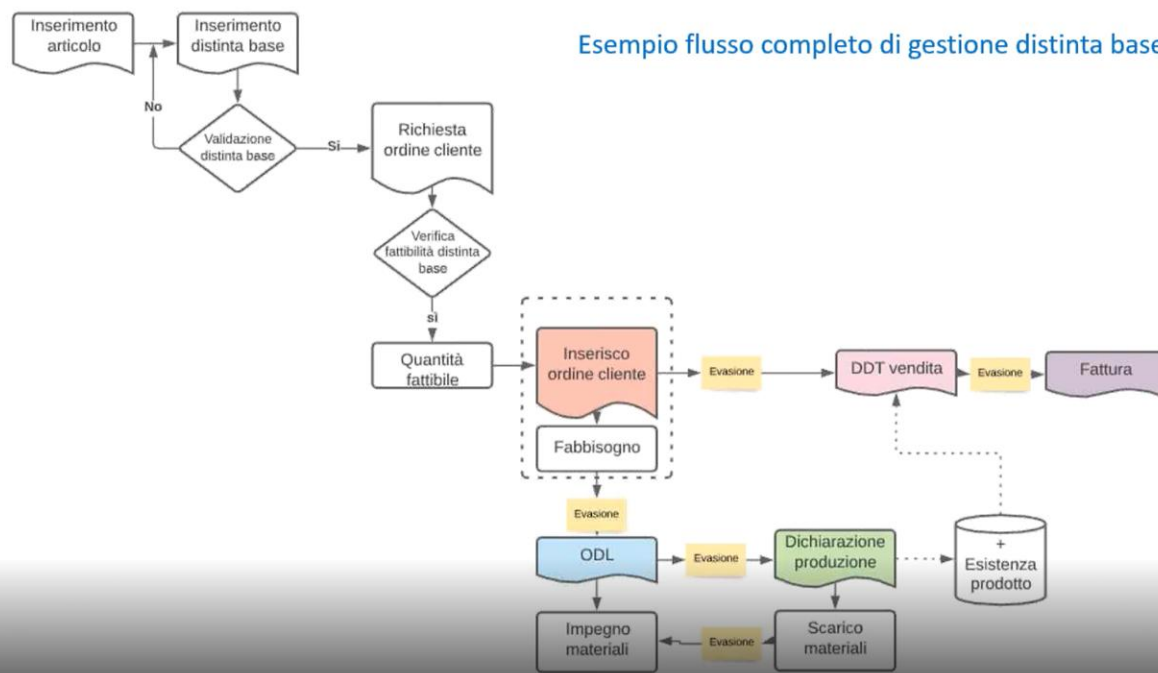 Esempio flusso completo di gestione distinta base
Inserimento
articolo
Inserimento
distinta base
No
Validazione
distinta base
Si
Richiesta
ordine cliente
Verifica
fattibilità distinta
base
sì
Quantità
fattibile
Inserisco
ordine cliente
Evasione
DDT vendita
Evasione
Fattura
Fabbisogno
Evasione
ODL
Evasione
Dichiarazione
produzione
+
Esistenza
prodotto
Impegno
materiali
Evasione
Scarico
materiali